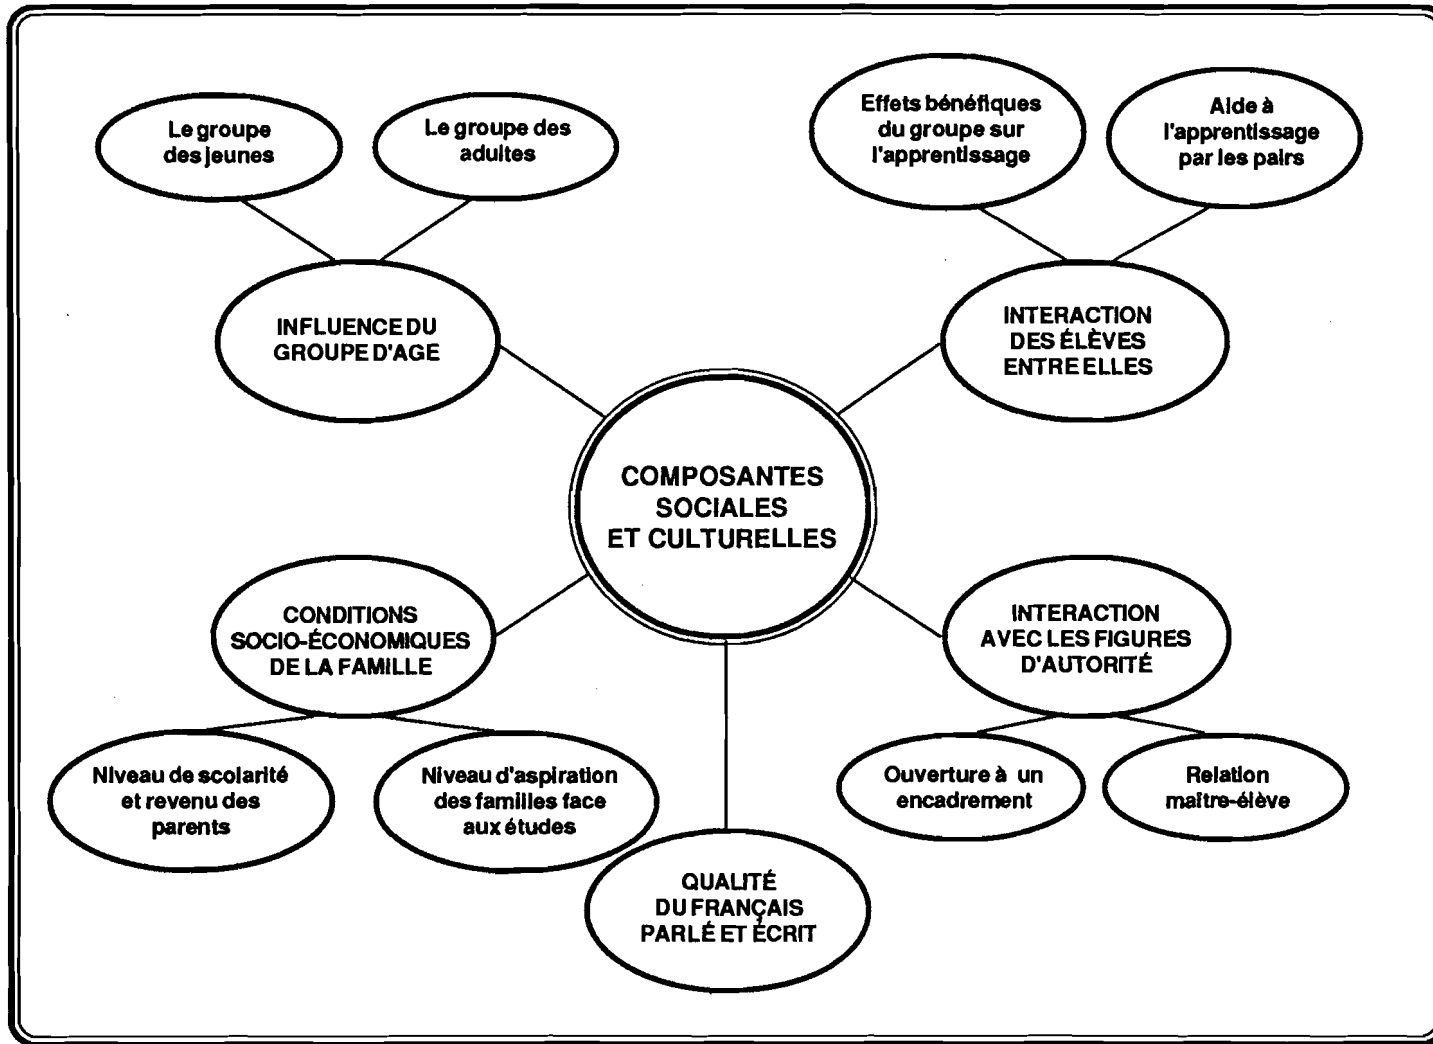 Le groupe
des jeunes
Le groupe des
adultes
Effets bénéfiques
du groupe sur
l'apprentissage
Aide à
l'apprentissage
par les pairs
INFLUENCE DU
GROUPE D'AGE
INTERACTION
DES ÉLÈVES
ENTRE ELLES
COMPOSANTES
SOCIALES
ET CULTURELLES
CONDITIONS
SOCIO-ÉCONOMIQUES
DE LA FAMILLE
INTERACTION
AVEC LES FIGURES
D'AUTORITÉ
Niveau de scolarité
et revenu des
parents
Niveau d'aspiration
des familles face
aux études
Ouverture à un
encadrement
Relation
maître-élève
QUALITÉ
DU FRANÇAIS
PARLÉ ET ÉCRIT